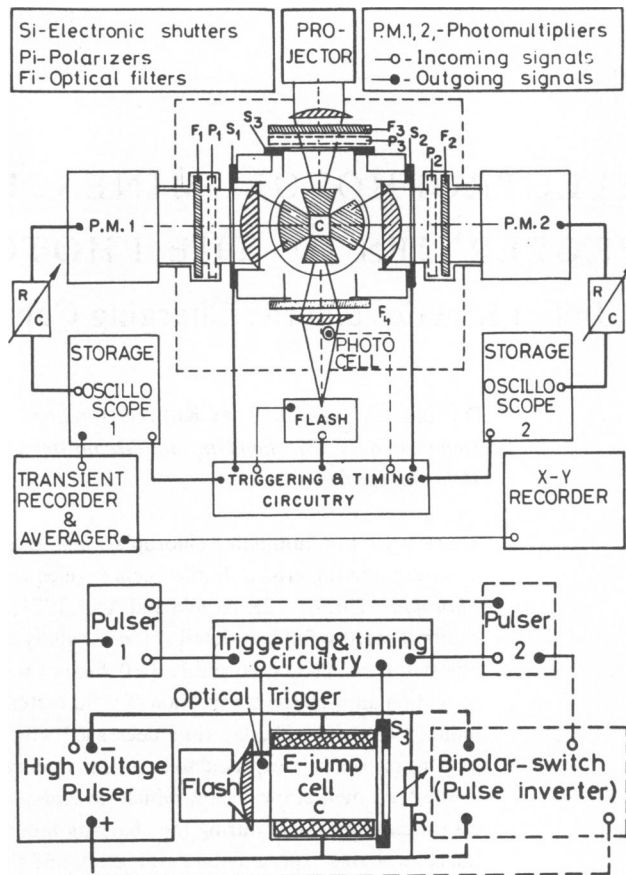 Si-Electronic shutters
Pi-Polarizers
Fi-Optical filters
PRO-
JECTOR
P.M.1, 2,-Photomultipliers
-Incoming signals
-Outgoing signals
F1 P1 S1
S3
F3
P3
S2
P2
F2
P.M.1
C
P.M.2
R
C
R
C
F4
PHOTO
CELL
STORAGE
OSCILLO
SCOPE
1
FLASH
STORAGE
OSCILLO
SCOPE
2
TRANSIENT
RECORDER
&
AVERAGER
TRIGGERING & TIMING
CIRCUITRY
X-Y
RECORDER
Pulser
1
Triggering & timing
circuitry
Pulser
2
Optical Trigger
High voltage
Pulser
-
+
Flash
E-jump
cell
S3
R
Bipolar-switch
(Pulse inverter)